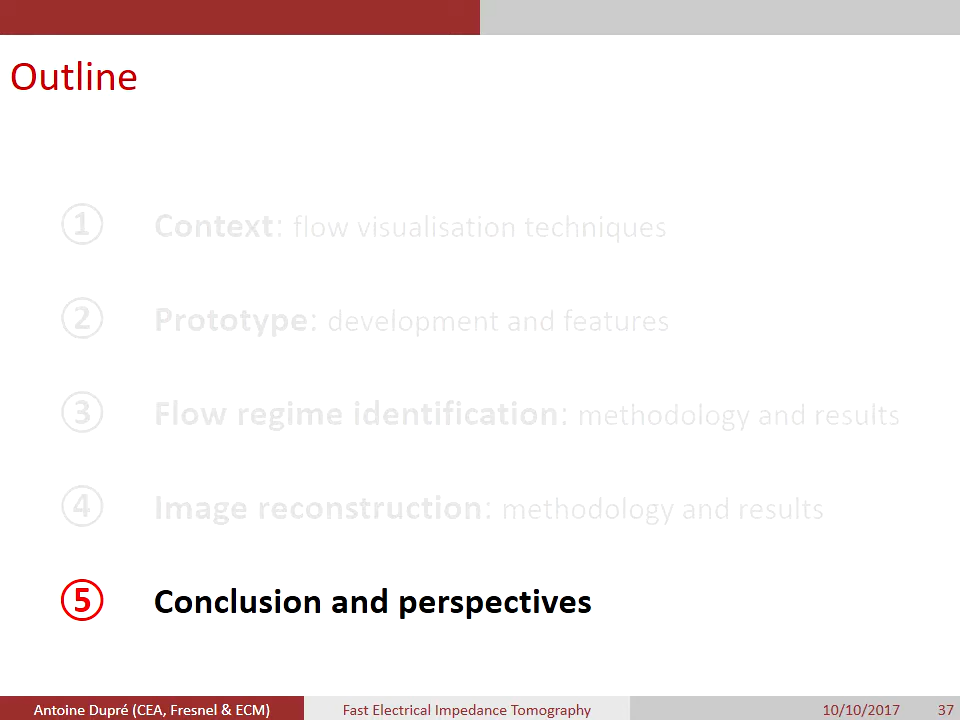 Outline
① Context: flow visualisation techniques
② Prototype: development and features
③ Flow regime identification: methodology and results
④ Image reconstruction: methodology and results
⑤ Conclusion and perspectives
Antoine Dupré (CEA, Fresnel & ECM) Fast Electrical Impedance Tomography 10/10/2017 37